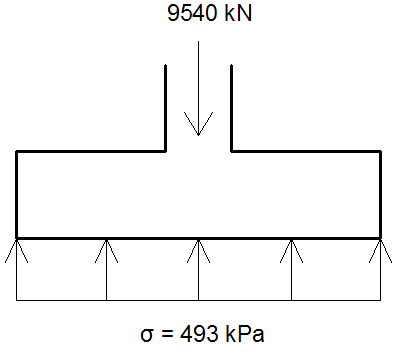 9540 kN
σ = 493 kPa